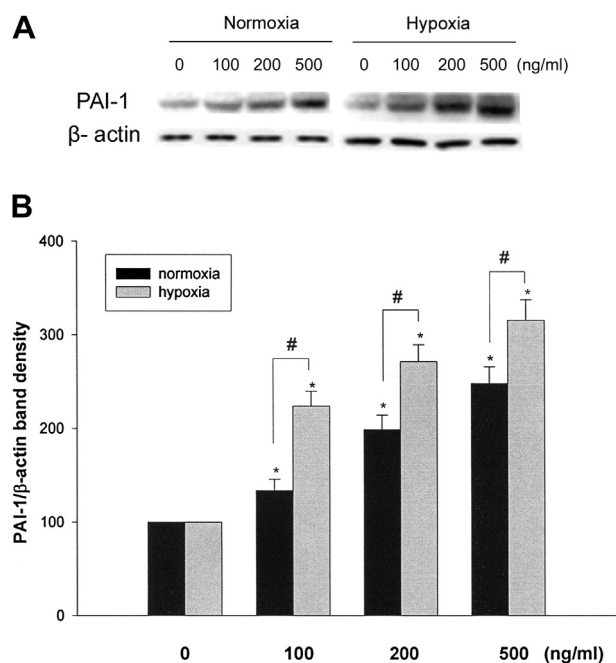 A
Normoxia Hypoxia
0 100 200 500 0 100 200 500 (ng/ml)
PAI-1
β- actin
B
400
300
200
100
0
PAI-1/β-actin band density
normoxia
hypoxia
* # *
* # *
* # *
0 100 200 500 (ng/ml)